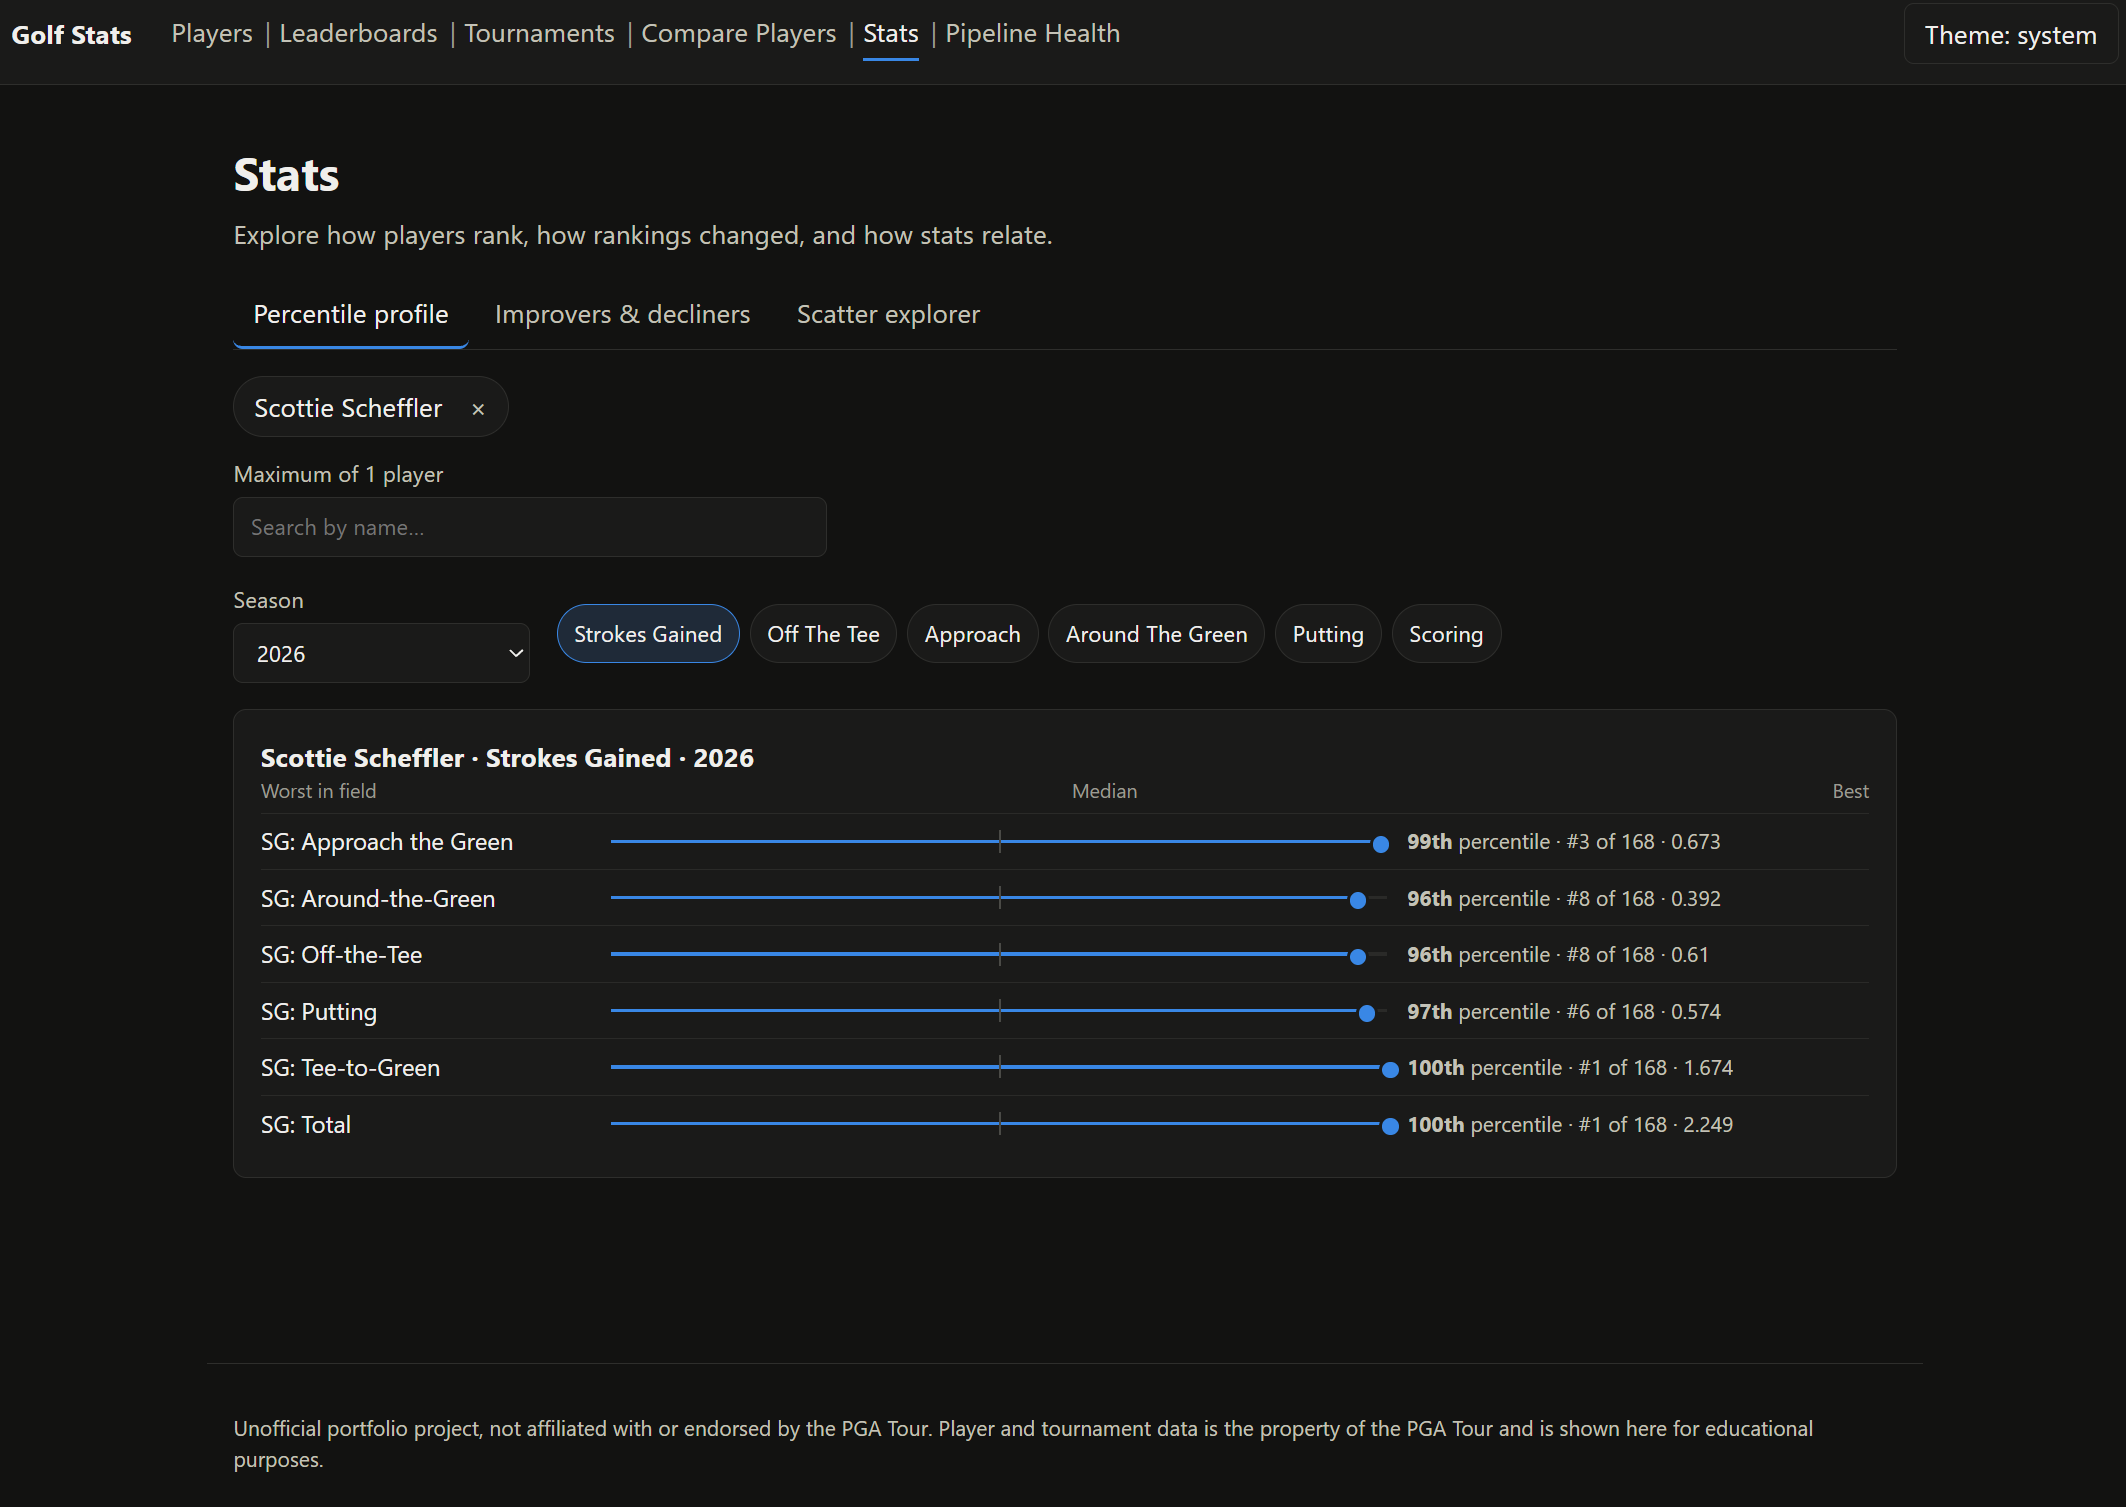 Golf Stats Players | Leaderboards | Tournaments | Compare Players | Stats | Pipeline Health Theme: system
Stats
Explore how players rank, how rankings changed, and how stats relate.
Percentile profile Improvers & decliners Scatter explorer
Scottie Scheffler ×
Maximum of 1 player
Search by name...
Season
2026 Strokes Gained Off The Tee Approach Around The Green Putting Scoring
Scottie Scheffler · Strokes Gained · 2026
Worst in field Median Best
SG: Approach the Green 99th percentile · #3 of 168 · 0.673
SG: Around-the-Green 96th percentile · #8 of 168 · 0.392
SG: Off-the-Tee 96th percentile · #8 of 168 · 0.61
SG: Putting 97th percentile · #6 of 168 · 0.574
SG: Tee-to-Green 100th percentile · #1 of 168 · 1.674
SG: Total 100th percentile · #1 of 168 · 2.249
Unofficial portfolio project, not affiliated with or endorsed by the PGA Tour. Player and tournament data is the property of the PGA Tour and is shown here for educational
purposes.